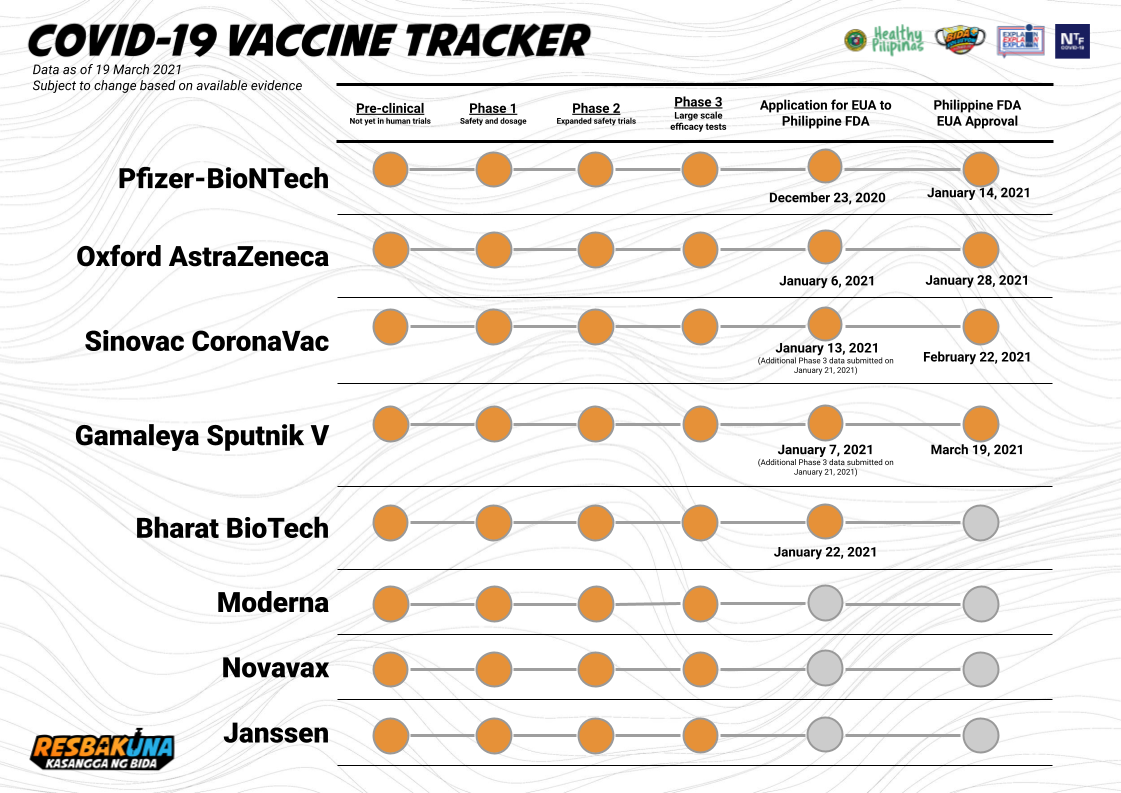 COVID-19 VACCINE TRACKER
Data as of 19 March 2021
Subject to change based on available evidence
Healthy
Pilipinas
BIDA
EXPLAIN
EXPLAIN
EXPLAIN
NTF
COVID-19
Pre-clinical
Not yet in human trials
Phase 1
Safety and dosage
Phase 2
Expanded safety trials
Phase 3
Large scale
efficacy tests
Application for EUA to
Philippine FDA
Philippine FDA
EUA Approval
Pfizer-BioNTech
December 23, 2020
January 14, 2021
Oxford AstraZeneca
January 6, 2021
January 28, 2021
Sinovac CoronaVac
January 13, 2021
(Additional Phase 3 data submitted on
January 21, 2021)
February 22, 2021
Gamaleya Sputnik V
January 7, 2021
(Additional Phase 3 data submitted on
January 21, 2021)
March 19, 2021
Bharat BioTech
January 22, 2021
Moderna
Novavax
Janssen
RESBAKUNA
KASANGGA NG BIDA